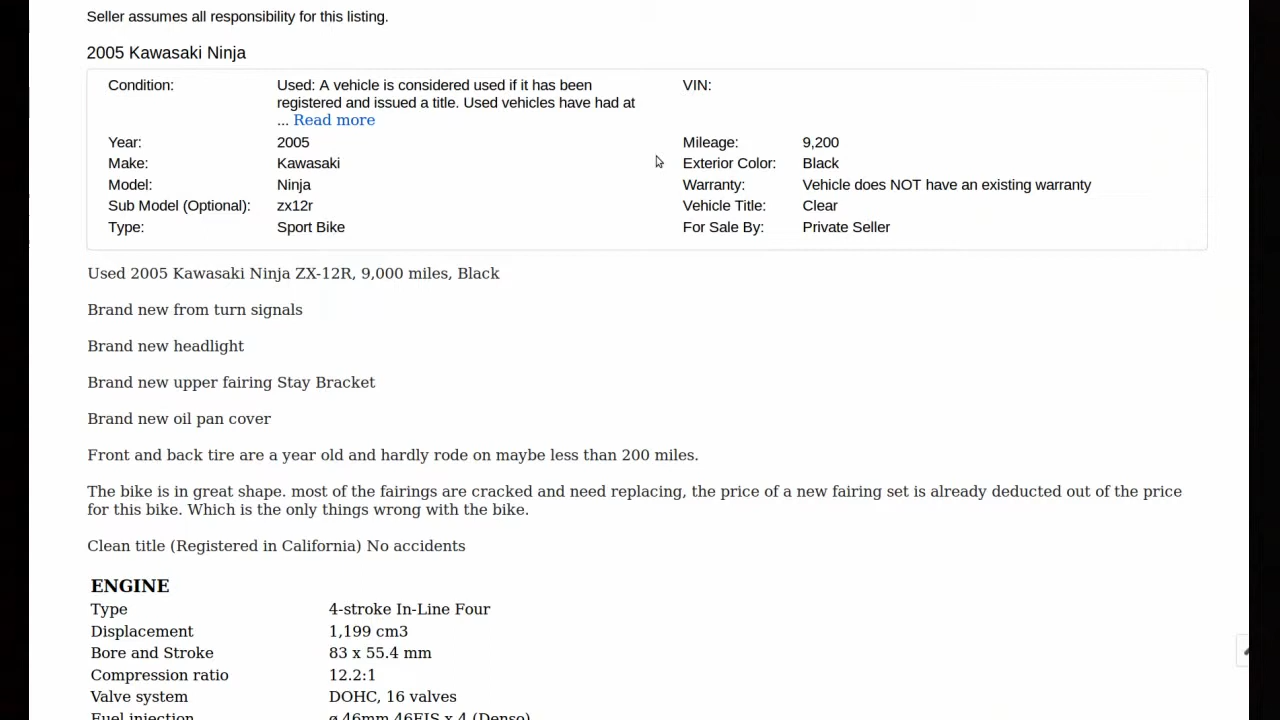 Seller assumes all responsibility for this listing.
2005 Kawasaki Ninja
Condition: Used: A vehicle is considered used if it has been VIN:
registered and issued a title. Used vehicles have had at
... Read more
Year: 2005 Mileage: 9,200
Make: Kawasaki Exterior Color: Black
Model: Ninja Warranty: Vehicle does NOT have an existing warranty
Sub Model (Optional): zx12r Vehicle Title: Clear
Type: Sport Bike For Sale By: Private Seller
Used 2005 Kawasaki Ninja ZX-12R, 9,000 miles, Black
Brand new from turn signals
Brand new headlight
Brand new upper fairing Stay Bracket
Brand new oil pan cover
Front and back tire are a year old and hardly rode on maybe less than 200 miles.
The bike is in great shape. most of the fairings are cracked and need replacing, the price of a new fairing set is already deducted out of the price
for this bike. Which is the only things wrong with the bike.
Clean title (Registered in California) No accidents
ENGINE
Type 4-stroke In-Line Four
Displacement 1,199 cm3
Bore and Stroke 83 x 55.4 mm
Compression ratio 12.2:1
Valve system DOHC, 16 valves
Fuel injection ø 46mm 46EIS x 4 (Denso)